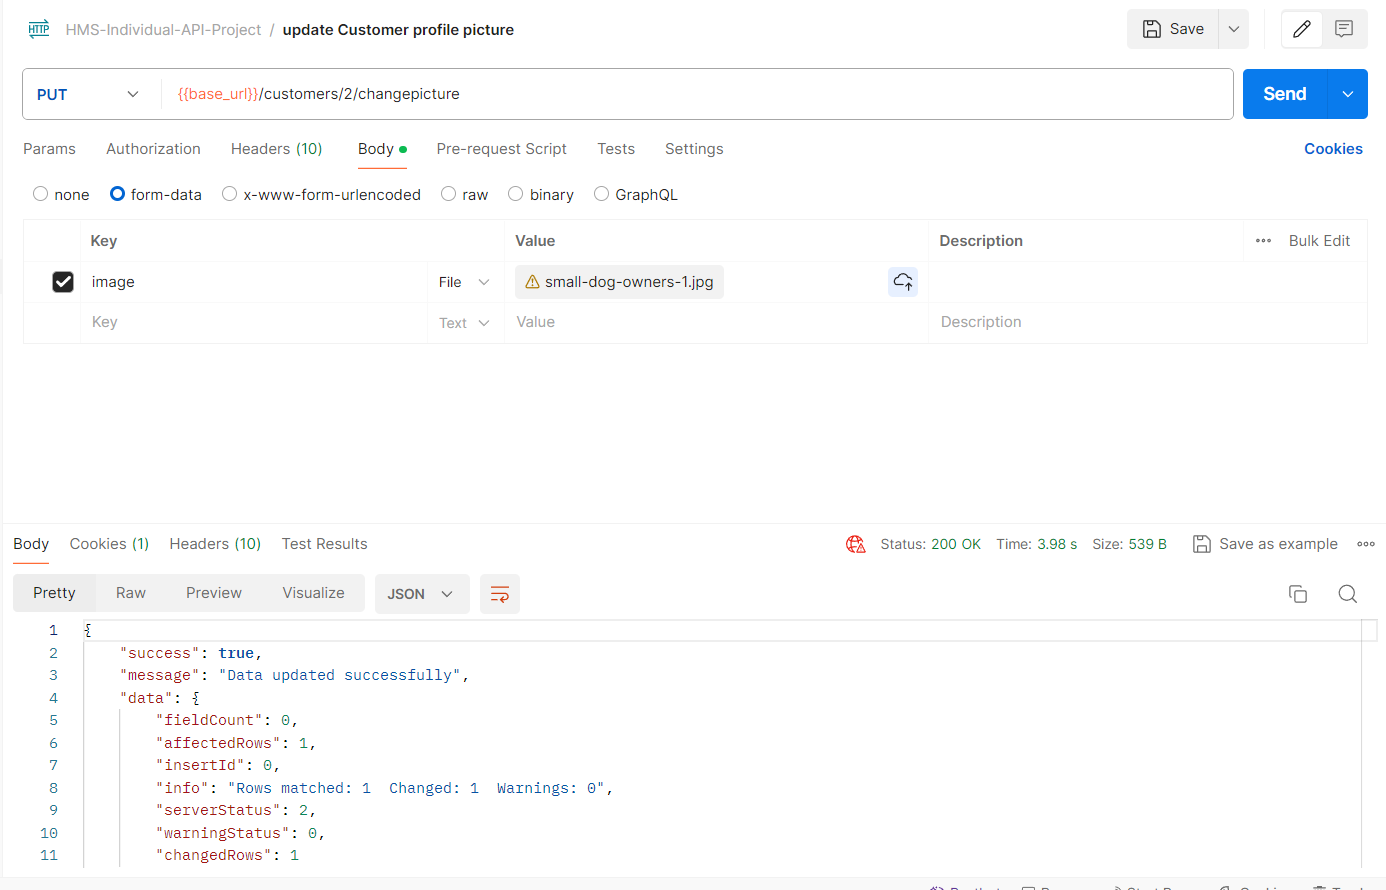 HTTP HMS-Individual-API-Project / update Customer profile picture Save
PUT {{base_url}}/customers/2/changepicture Send
Params Authorization Headers (10) Body Pre-request Script Tests Settings Cookies
none form-data x-www-form-urlencoded raw binary GraphQL
Key Value Description Bulk Edit
image File small-dog-owners-1.jpg
Key Text Value Description
Body Cookies (1) Headers (10) Test Results Status: 200 OK Time: 3.98 s Size: 539 B Save as example
Pretty Raw Preview Visualize JSON
1 {
2 "success": true,
3 "message": "Data updated successfully",
4 "data": {
5 "fieldCount": 0,
6 "affectedRows": 1,
7 "insertId": 0,
8 "info": "Rows matched: 1  Changed: 1  Warnings: 0",
9 "serverStatus": 2,
10 "warningStatus": 0,
11 "changedRows": 1